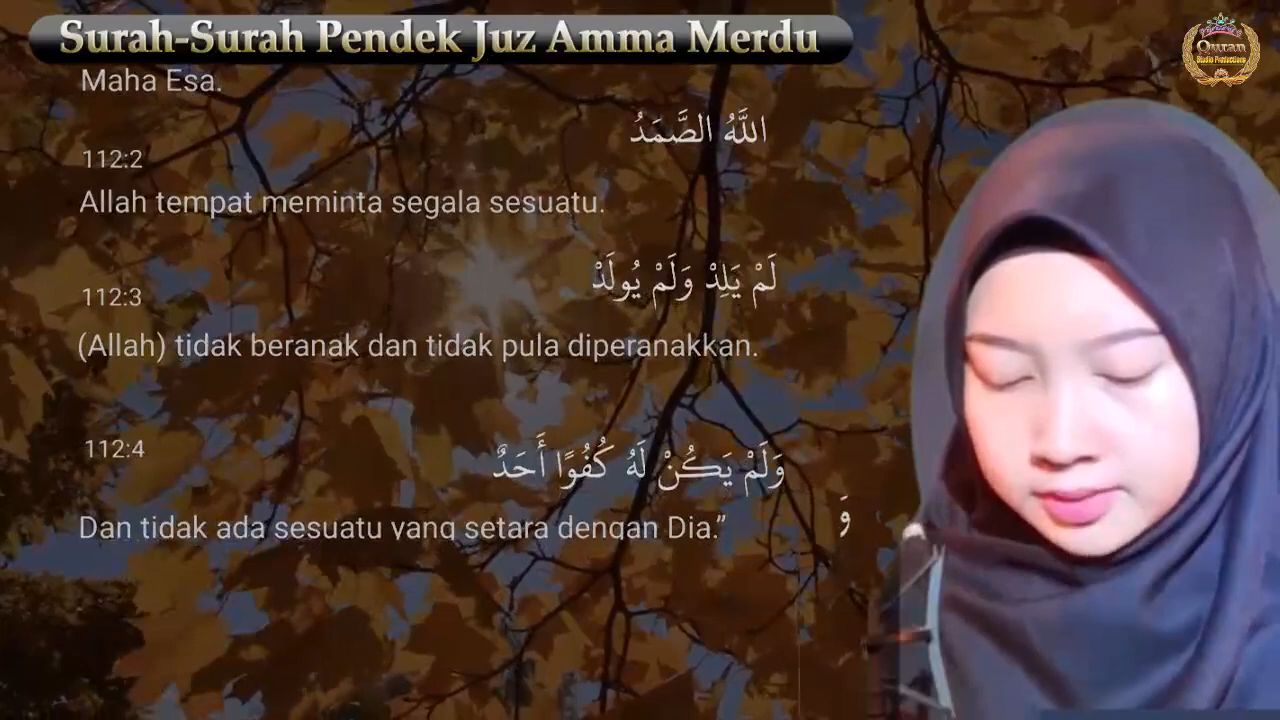 Surah-Surah Pendek Juz Amma Merdu
Quran
Studio Productions
Maha Esa.
اللَّهُ الصَّمَدُ
112:2
Allah tempat meminta segala sesuatu.
لَمْ يَلِدْ وَلَمْ يُولَدْ
112:3
(Allah) tidak beranak dan tidak pula diperanakkan.
112:4
وَلَمْ يَكُنْ لَهُ كُفُوًا أَحَدٌ
Dan tidak ada sesuatu yang setara dengan Dia.”
وَ